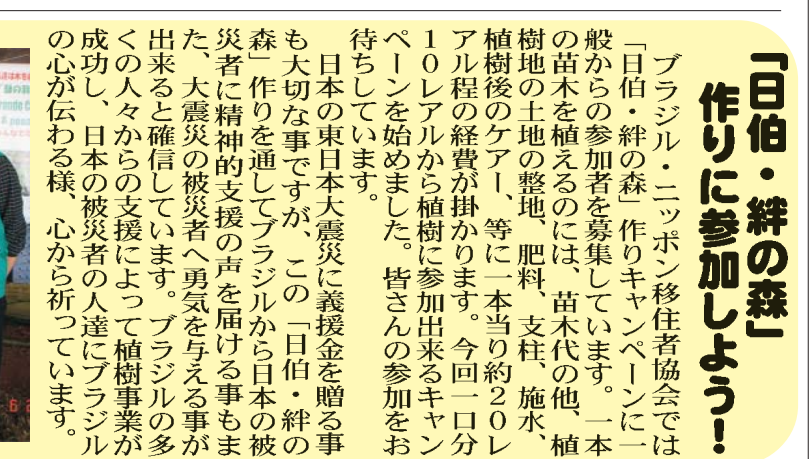 「日伯・絆の森」
作りに参加しよう！
ブラジル・ニッポン移住者協会では
「日伯・絆の森」作りキャンペーンに一
般からの参加者を募集しています。一本
の苗木を植えるのには、苗木代の他、植
樹地の土地の整地、肥料、支柱、施水、
植樹後のケアー、等に一本当り約２０レ
アル程の経費が掛かります。今回一口分
１０レアルから植樹に参加出来るキャン
ペーンを始めました。皆さんの参加をお
待ちしています。
日本の東日本大震災に義援金を贈る事
も大切な事ですが、この「日伯・絆の
森」作りを通してブラジルから日本の被
災者に精神的支援の声を届ける事もま
た、大震災の被災者へ勇気を与える事が
出来ると確信しています。ブラジルの多
くの人々からの支援によって植樹事業が
成功し、日本の被災者の人達にブラジル
の心が伝わる様、心から祈っています。